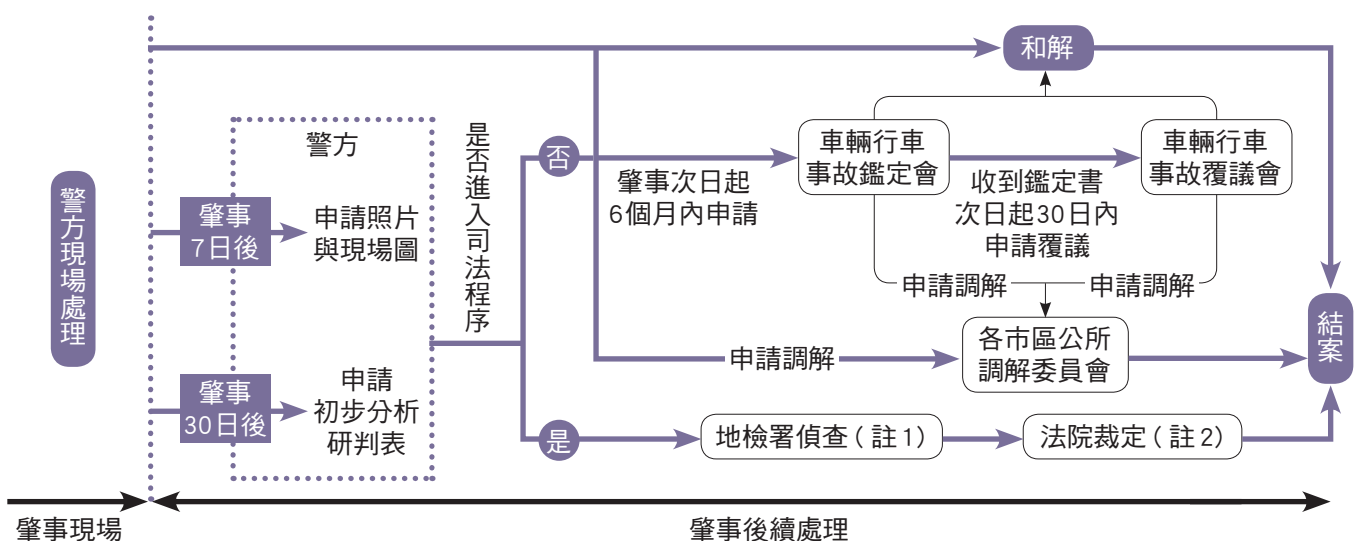 警方現場處理
警方
肇事
7日後
申請照片
與現場圖
肇事
30日後
申請
初步分析
研判表
是否進入司法程序
否
是
肇事次日起
6個月內申請
車輛行車
事故鑑定會
收到鑑定書
次日起30日內
申請覆議
車輛行車
事故覆議會
和解
申請調解
申請調解
申請調解
各市區公所
調解委員會
地檢署偵查(註1)
法院裁定(註2)
結案
肇事現場
肇事後續處理